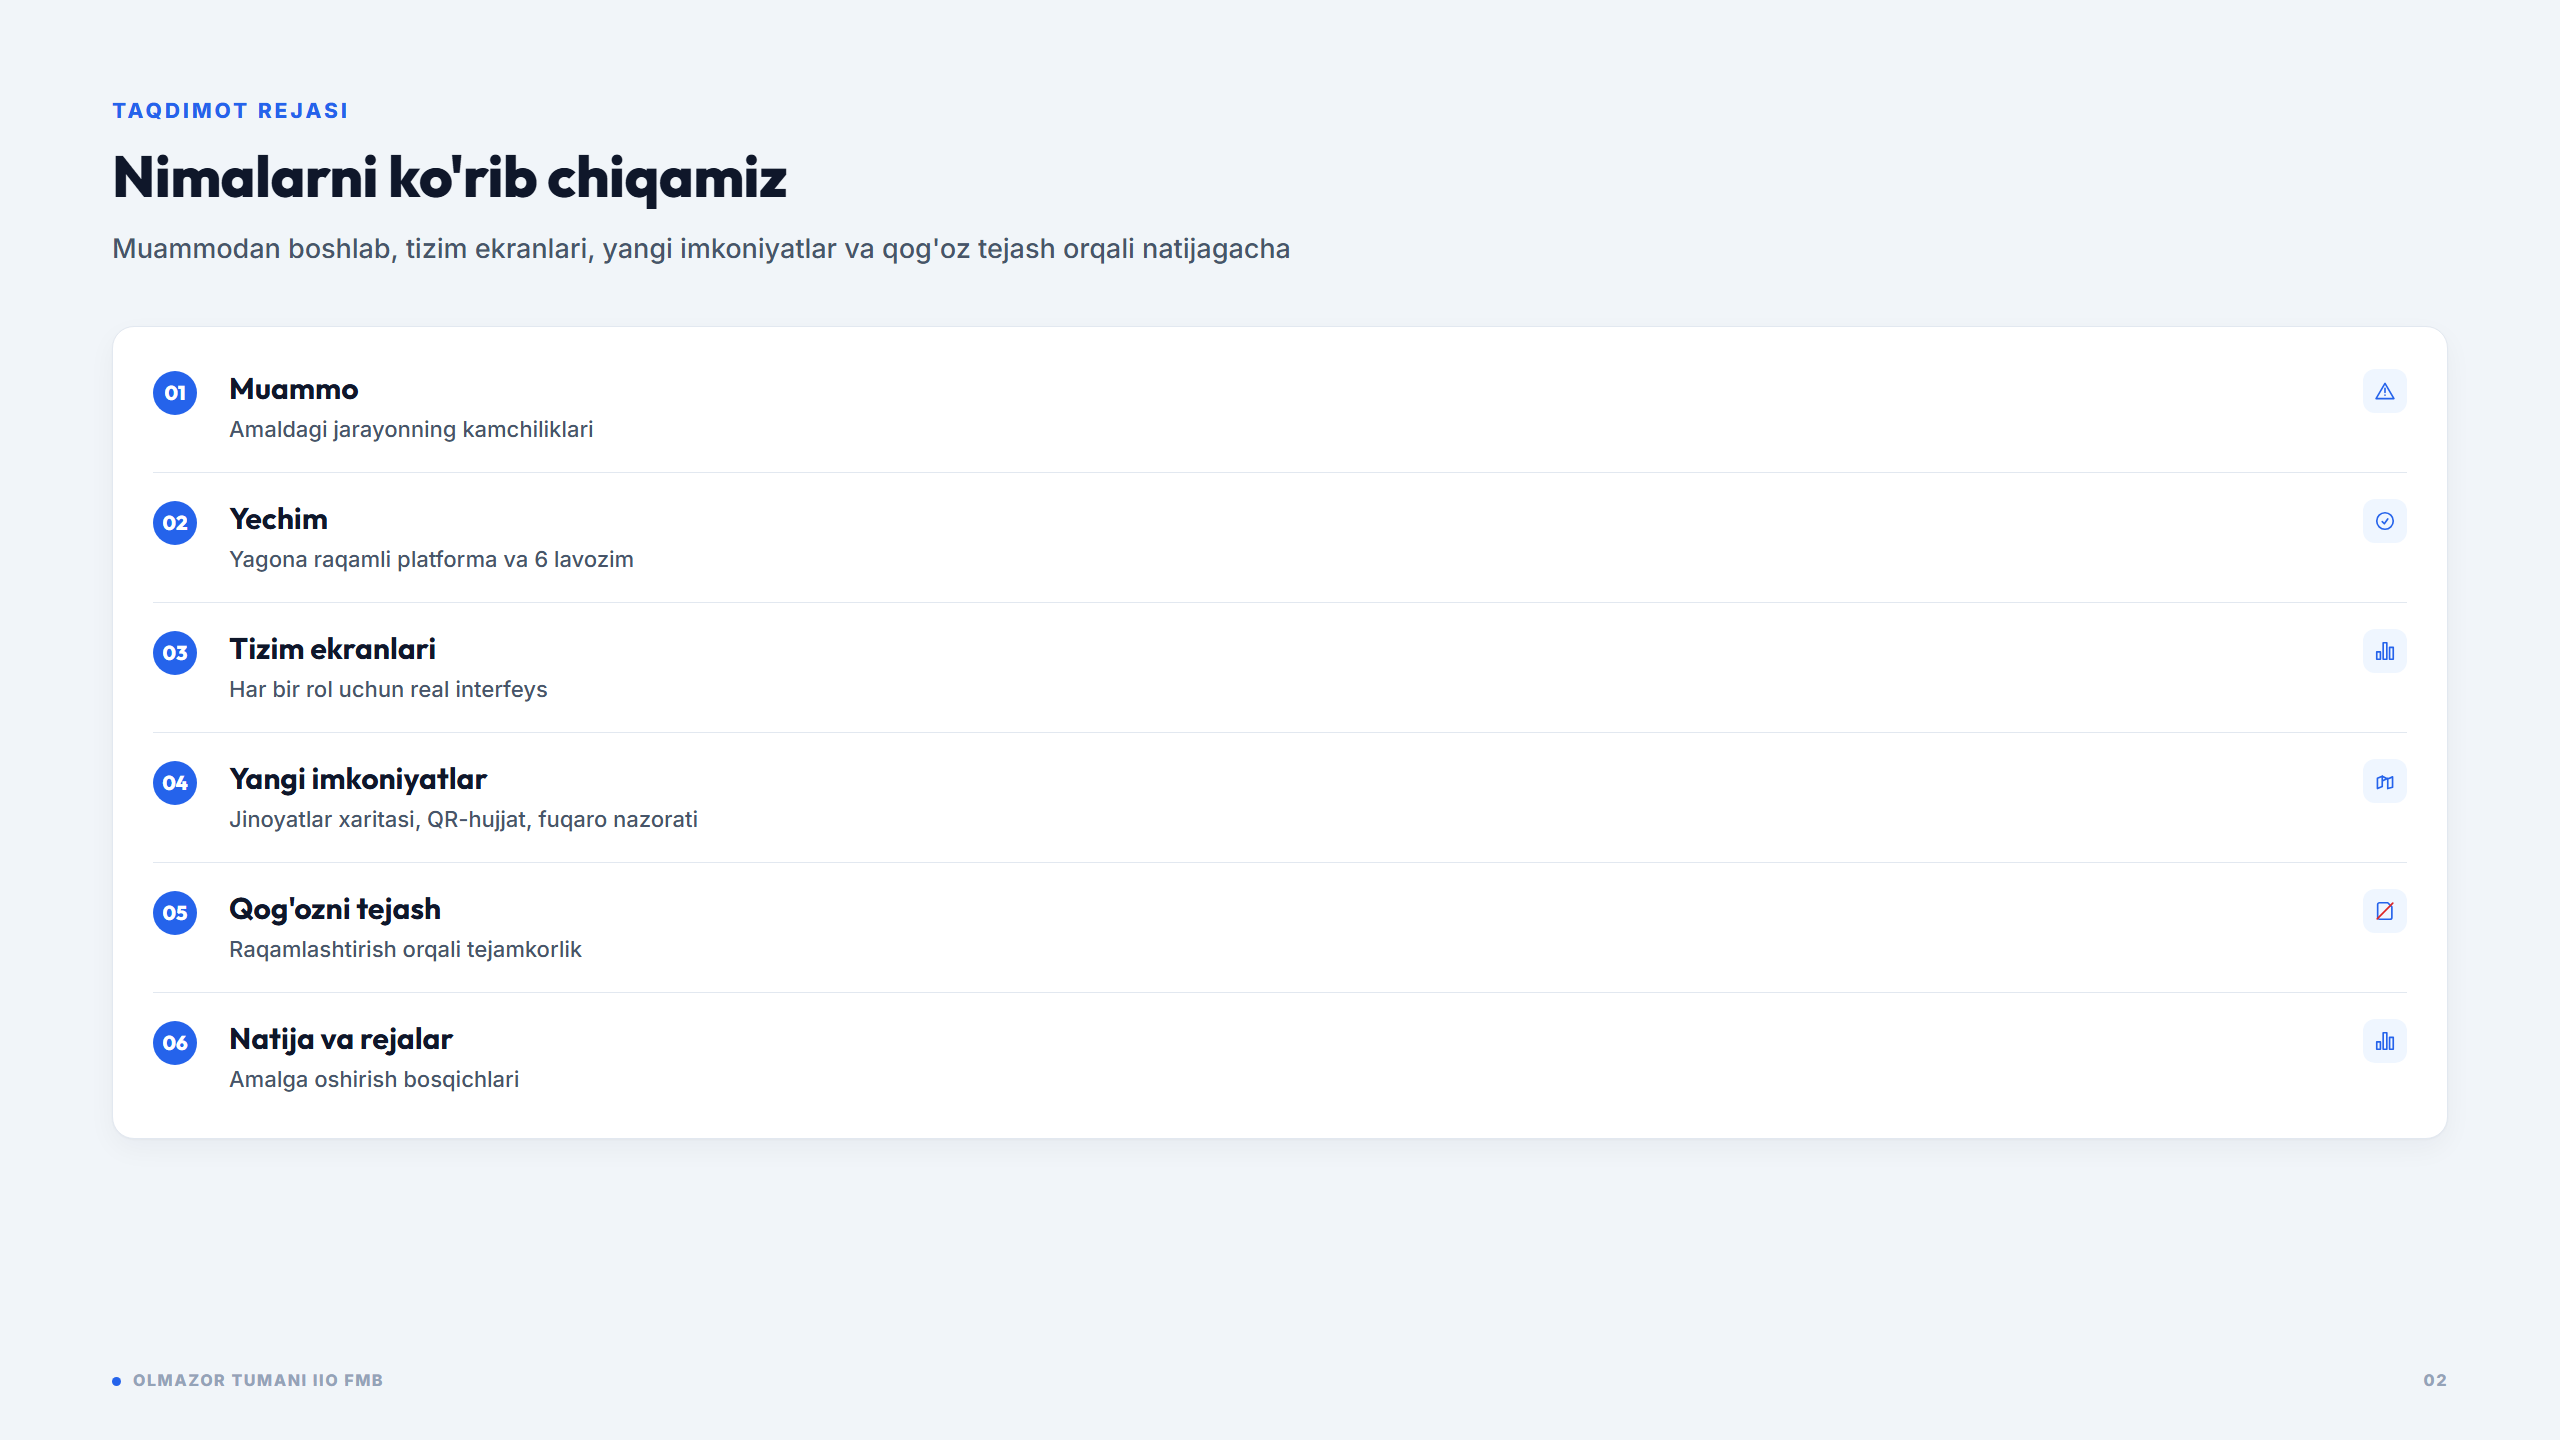 TAQDIMOT REJASI
Nimalarni ko'rib chiqamiz
Muammodan boshlab, tizim ekranlari, yangi imkoniyatlar va qog'oz tejash orqali natijagacha
01 Muammo
Amaldagi jarayonning kamchiliklari
02 Yechim
Yagona raqamli platforma va 6 lavozim
03 Tizim ekranlari
Har bir rol uchun real interfeys
04 Yangi imkoniyatlar
Jinoyatlar xaritasi, QR-hujjat, fuqaro nazorati
05 Qog'ozni tejash
Raqamlashtirish orqali tejamkorlik
06 Natija va rejalar
Amalga oshirish bosqichlari
OLMAZOR TUMANI IIO FMB
02